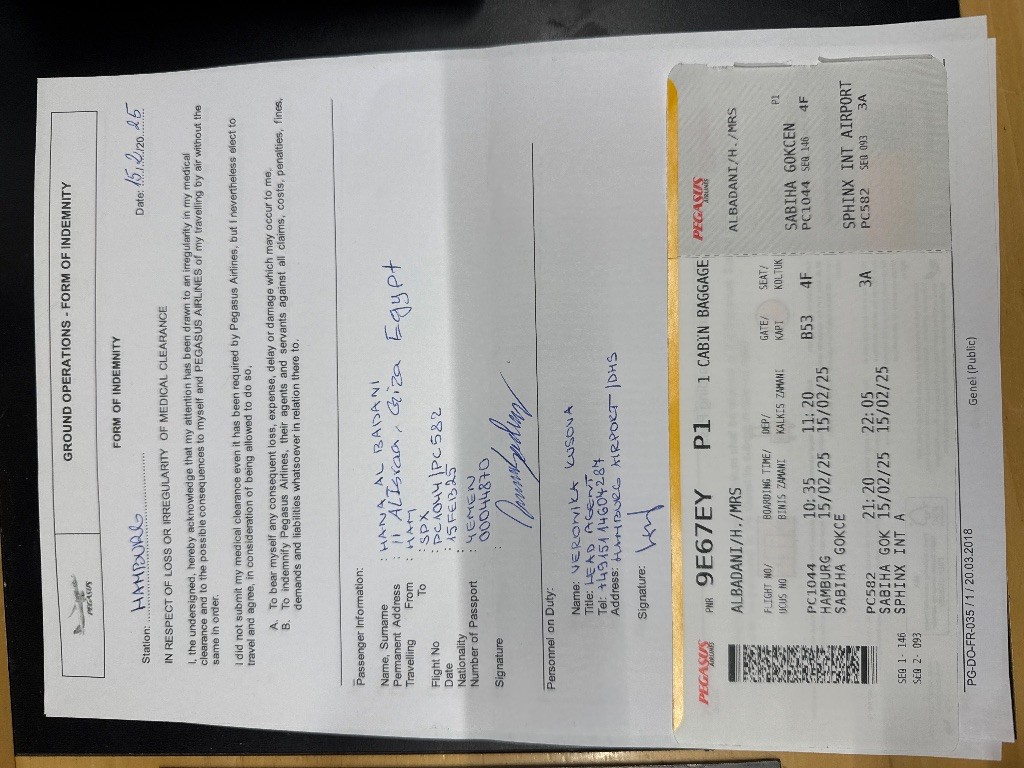 PEGASUS
GROUND OPERATIONS - FORM OF INDEMNITY
FORM OF INDEMNITY
Station: HAMBURG
Date: 15.2.2025
IN RESPECT OF LOSS OR IRREGULARITY OF MEDICAL CLEARANCE
I, the undersigned, hereby acknowledge that my attention has been drawn to an irregularity in my medical
clearance and to the possible consequences to myself and PEGASUS AIRLINES of my travelling by air without the
same in order.
I did not submit my medical clearance even it has been required by Pegasus Airlines, but I nevertheless elect to
travel and agree, in consideration of being allowed to do so,
A. To bear myself any consequent loss, expense, delay or damage which may occur to me,
B. To indemnify Pegasus Airlines, their agents and servants against all claims, costs, penalties, fines,
demands and liabilities whatsoever in relation there to.
Passenger Information:
Name, Surname : HANA AL BADANI
Permanent Address : 11 ALISraa, Giza Egypt
Travelling From : HAM
To : SPX
Flight No : PC1044/PC582
Date : 15FEB25
Nationality : YEMEN
Number of Passport : 00044870
Signature :
Personnel on Duty:
Name: VERONIKA KUSOVA
Title: HEAD AGENT
Tel: +4915114604287
Address: HAMBURG AIRPORT/DHS
Signature:
PEGASUS AIRLINES
PNR 9E67EY P1 1 CABIN BAGGAGE
ALBADANI/H./MRS
FLIGHT NO/ BOARDING TIME/ DEP/ GATE/ SEAT/
UCUS NO BINIS ZAMANI KALKIS ZAMANI KAPI KOLTUK
PC1044 10:35 11:20 B53 4F
HAMBURG 15/02/25 15/02/25
SABIHA GOKCE
PC582 21:20 22:05 3A
SABIHA GOK 15/02/25 15/02/25
SPHINX INT A
SEQ 1- 146
SEQ 2- 093
PEGASUS AIRLINES
ALBADANI/H./MRS
P1
SABIHA GOKCEN
PC1044 SEQ 146 4F
SPHINX INT AIRPORT
PC582 SEQ 093 3A
PG-DO-FR-035 /1 / 20.03.2018
Genel (Public)